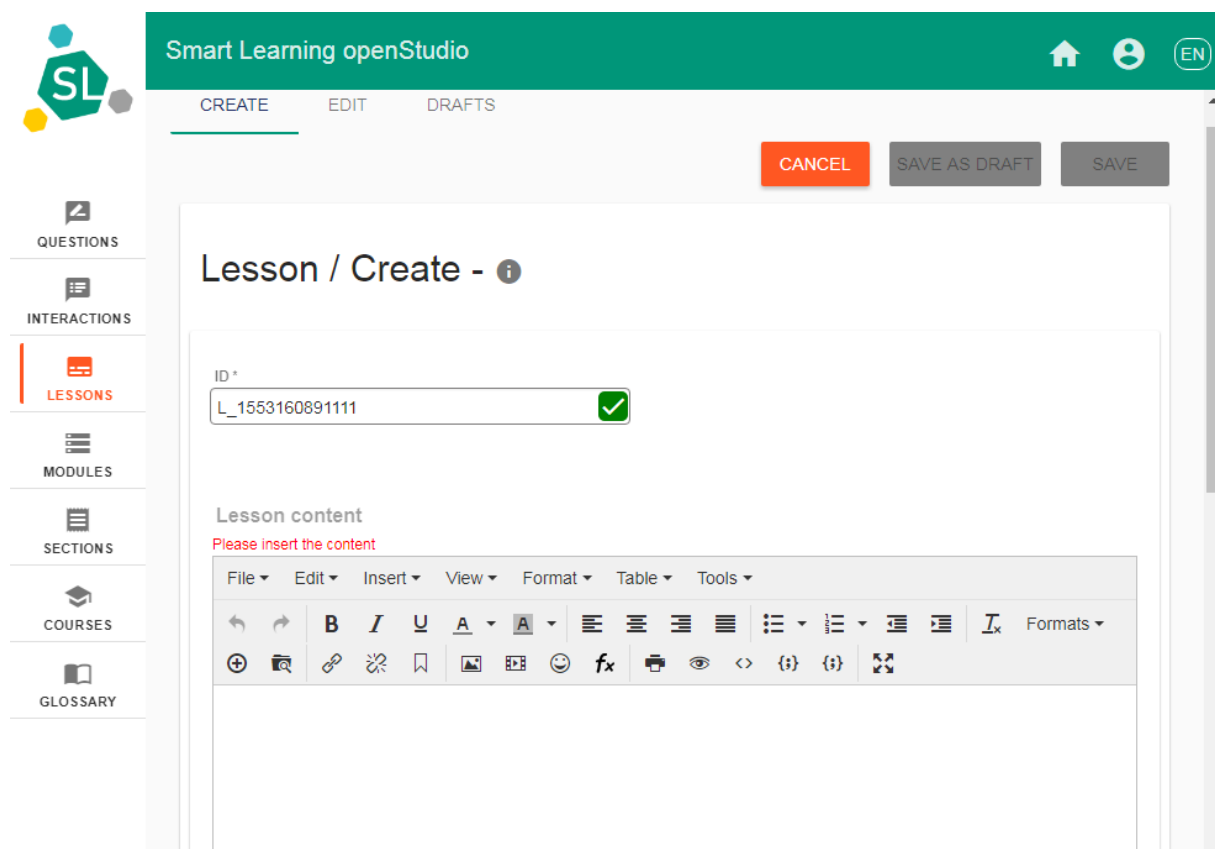 SL
Smart Learning openStudio
EN
CREATE EDIT DRAFTS
CANCEL SAVE AS DRAFT SAVE
QUESTIONS
INTERACTIONS
LESSONS
MODULES
SECTIONS
COURSES
GLOSSARY
Lesson / Create -
ID *
L_1553160891111
Lesson content
Please insert the content
File Edit Insert View Format Table Tools
B I U A A Tx Formats
fx <> {;} {;}